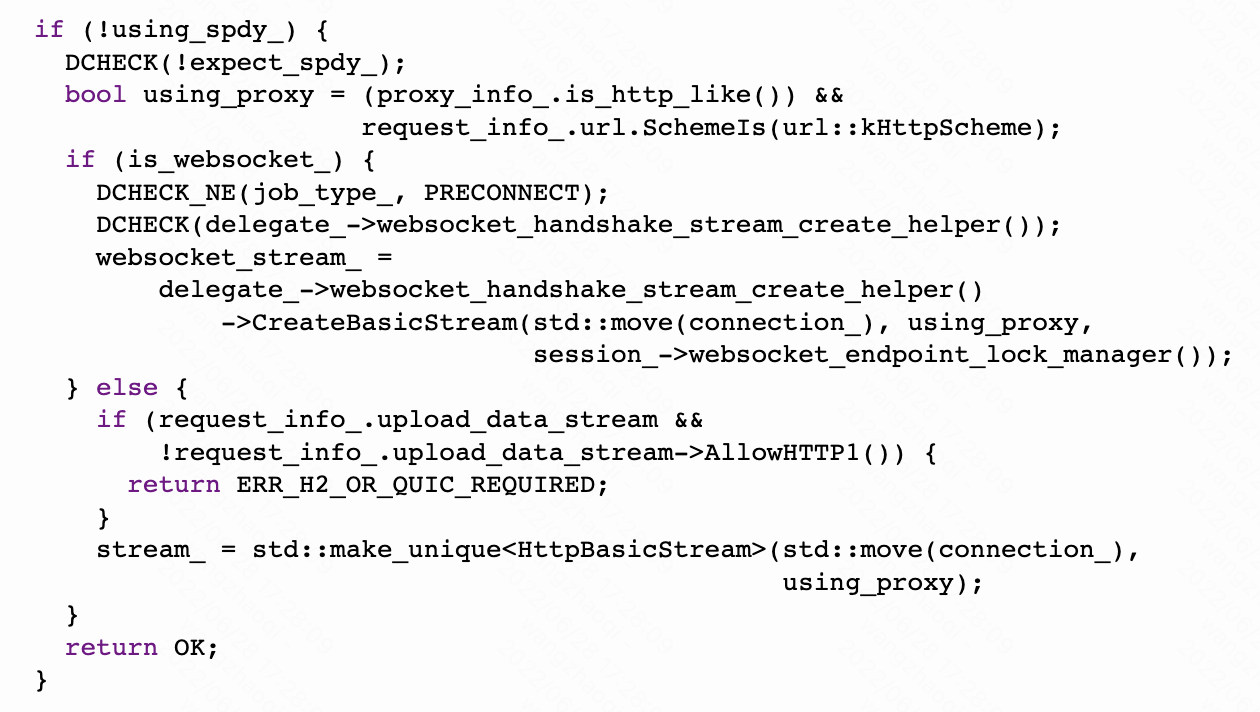 if (!using_spdy_) {
  DCHECK(!expect_spdy_);
  bool using_proxy = (proxy_info_.is_http_like()) &&
                     request_info_.url.SchemeIs(url::kHttpScheme);
  if (is_websocket_) {
    DCHECK_NE(job_type_, PRECONNECT);
    DCHECK(delegate_->websocket_handshake_stream_create_helper());
    websocket_stream_ =
        delegate_->websocket_handshake_stream_create_helper()
            ->CreateBasicStream(std::move(connection_), using_proxy,
                                session_->websocket_endpoint_lock_manager());
  } else {
    if (request_info_.upload_data_stream &&
        !request_info_.upload_data_stream->AllowHTTP1()) {
      return ERR_H2_OR_QUIC_REQUIRED;
    }
    stream_ = std::make_unique<HttpBasicStream>(std::move(connection_),
                                                using_proxy);
  }
  return OK;
}